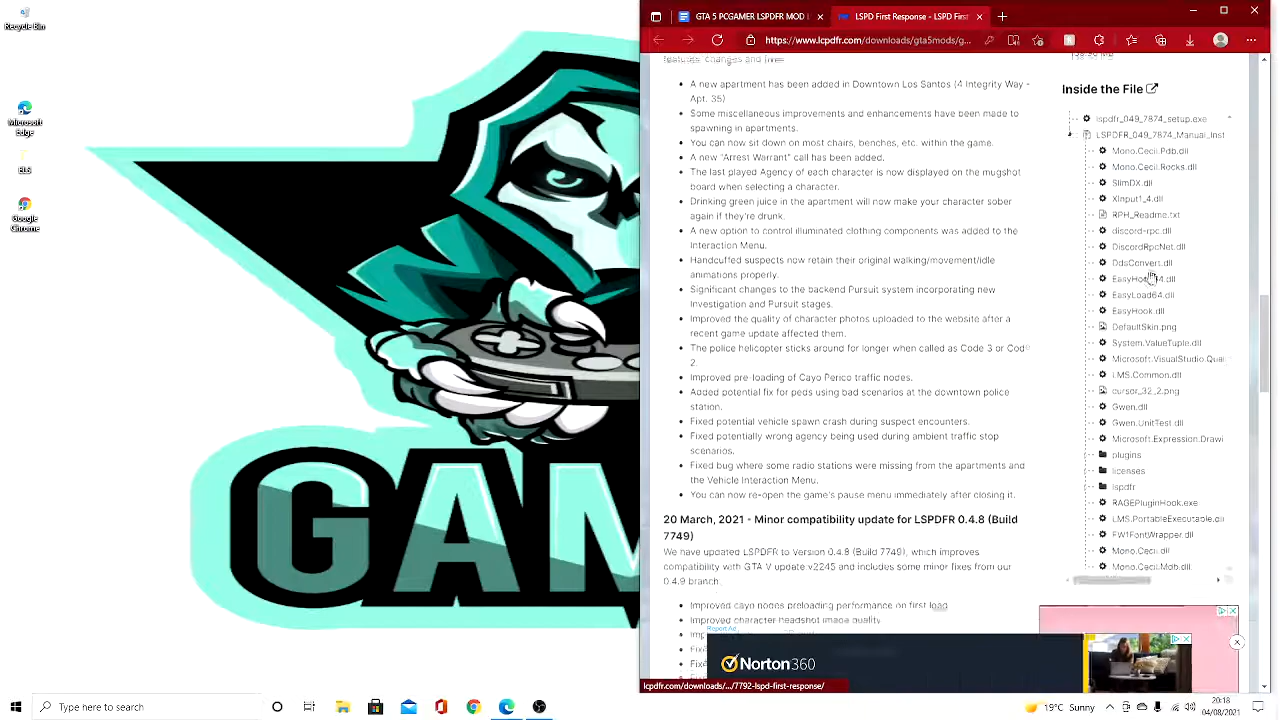 Recycle Bin
Microsoft
Edge
ELS
Google
Chrome
GAM
GTA 5 PCGAMER LSPDFR MOD
LSPD First Response - LSPD First
https://www.lcpdfr.com/downloads/gta5mods/g...
A new apartment has been added in Downtown Los Santos (4 Integrity Way -
Apt. 35)
Some miscellaneous improvements and enhancements have been made to
spawning in apartments.
You can now sit down on most chairs, benches, etc. within the game.
A new "Arrest Warrant" call has been added.
The last played Agency of each character is now displayed on the mugshot
board when selecting a character.
Drinking green juice in the apartment will now make your character sober
again if they're drunk.
A new option to control illuminated clothing components was added to the
Interaction Menu.
Handcuffed suspects now retain their original walking/movement/idle
animations properly.
Significant changes to the backend Pursuit system incorporating new
Investigation and Pursuit stages.
Improved the quality of character photos uploaded to the website after a
recent game update affected them.
The police helicopter sticks around for longer when called as Code 3 or Code
2.
Improved pre-loading of Cayo Perico traffic nodes.
Added potential fix for peds using bad scenarios at the downtown police
station.
Fixed potential vehicle spawn crash during suspect encounters.
Fixed potentially wrong agency being used during ambient traffic stop
scenarios.
Fixed bug where some radio stations were missing from the apartments and
the Vehicle Interaction Menu.
You can now re-open the game's pause menu immediately after closing it.
20 March, 2021 - Minor compatibility update for LSPDFR 0.4.8 (Build
7749)
We have updated LSPDFR to Version 0.4.8 (Build 7749), which improves
compatibility with GTA V update v2245 and includes some minor fixes from our
0.4.9 branch.
Improved cayo nodes preloading performance on first load
Improved character headshot image quality
Inside the File
lspdfr_049_7874_setup.exe
LSPDFR_049_7874_Manual_Inst
Mono.Cecil.Pdb.dll
Mono.Cecil.Rocks.dll
SlimDX.dll
XInput1_4.dll
RPH_Readme.txt
discord-rpc.dll
DiscordRpcNet.dll
DdsConvert.dll
EasyHook64.dll
EasyLoad64.dll
EasyHook.dll
DefaultSkin.png
System.ValueTuple.dll
Microsoft.VisualStudio.Qual
LMS.Common.dll
cursor_32_2.png
Gwen.dll
Gwen.UnitTest.dll
Microsoft.Expression.Drawi
plugins
licenses
lspdfr
RAGEPluginHook.exe
LMS.PortableExecutable.dll
FW1FontWrapper.dll
Mono.Cecil.dll
Mono.Cecil.Mdb.dll
Report Ad
Norton360
lcpdfr.com/downloads/.../7792-lspd-first-response/
Type here to search
19°C Sunny
20:18
04/08/2021